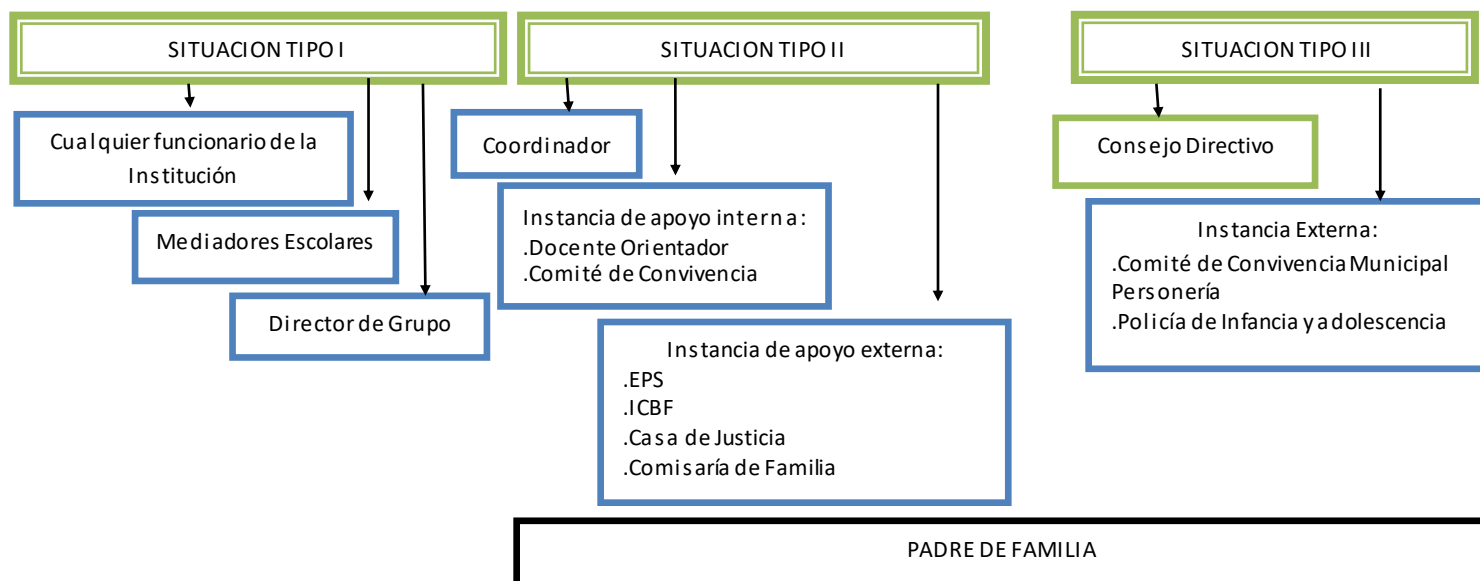 SITUACION TIPO I
Cualquier funcionario de la
Institución
Mediadores Escolares
Director de Grupo
SITUACION TIPO II
Coordinador
Instancia de apoyo interna:
.Docente Orientador
.Comité de Convivencia
Instancia de apoyo externa:
.EPS
.ICBF
.Casa de Justicia
.Comisaría de Familia
SITUACION TIPO III
Consejo Directivo
Instancia Externa:
.Comité de Convivencia Municipal
Personería
.Policía de Infancia y adolescencia
PADRE DE FAMILIA